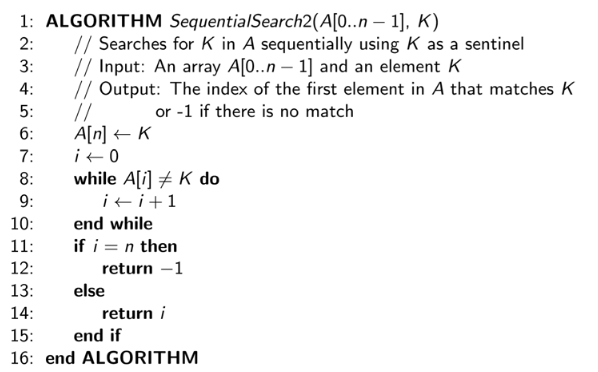 1: ALGORITHM SequentialSearch2(A[0..n − 1], K)
2: // Searches for K in A sequentially using K as a sentinel
3: // Input: An array A[0..n − 1] and an element K
4: // Output: The index of the first element in A that matches K
5: // or -1 if there is no match
6: A[n] ← K
7: i ← 0
8: while A[i] ≠ K do
9: i ← i + 1
10: end while
11: if i = n then
12: return −1
13: else
14: return i
15: end if
16: end ALGORITHM